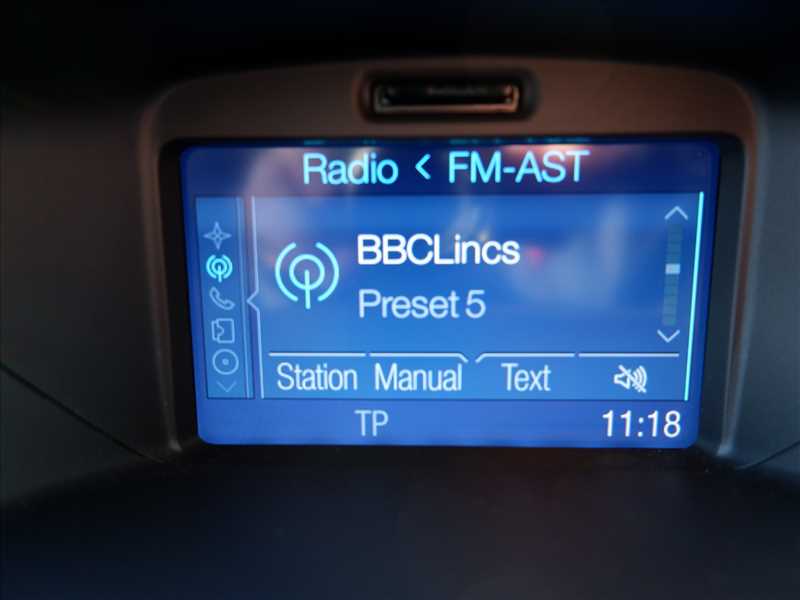 Radio < FM-AST
BBCLincs
Preset 5
Station Manual Text
TP 11:18